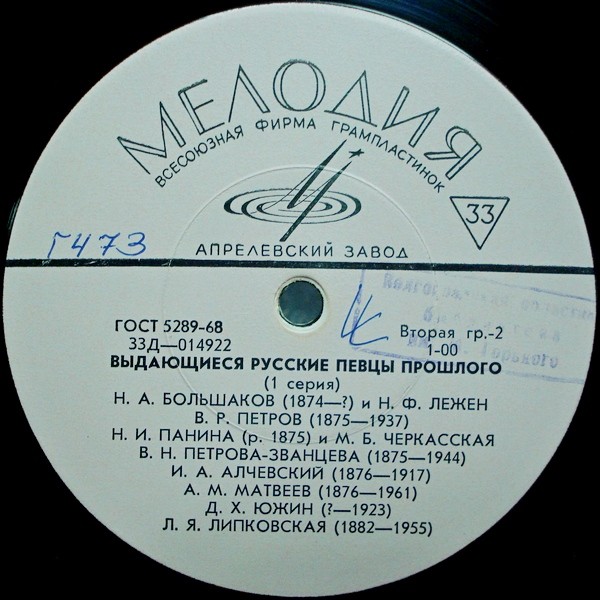 МЕЛОДИЯ
ВСЕСОЮЗНАЯ ФИРМА ГРАМПЛАСТИНОК
33
АПРЕЛЕВСКИЙ ЗАВОД
Г473
ГОСТ 5289-68
Вторая гр.-2
33Д—014922
1-00
ВЫДАЮЩИЕСЯ РУССКИЕ ПЕВЦЫ ПРОШЛОГО
(1 серия)
Н. А. БОЛЬШАКОВ (1874—?) и Н. Ф. ЛЕЖЕН
В. Р. ПЕТРОВ (1875—1937)
Н. И. ПАНИНА (р. 1875) и М. Б. ЧЕРКАССКАЯ
В. Н. ПЕТРОВА-ЗВАНЦЕВА (1875—1944)
И. А. АЛЧЕВСКИЙ (1876—1917)
А. М. МАТВЕЕВ (1876—1961)
Д. Х. ЮЖИН (?—1923)
Л. Я. ЛИПКОВСКАЯ (1882—1955)